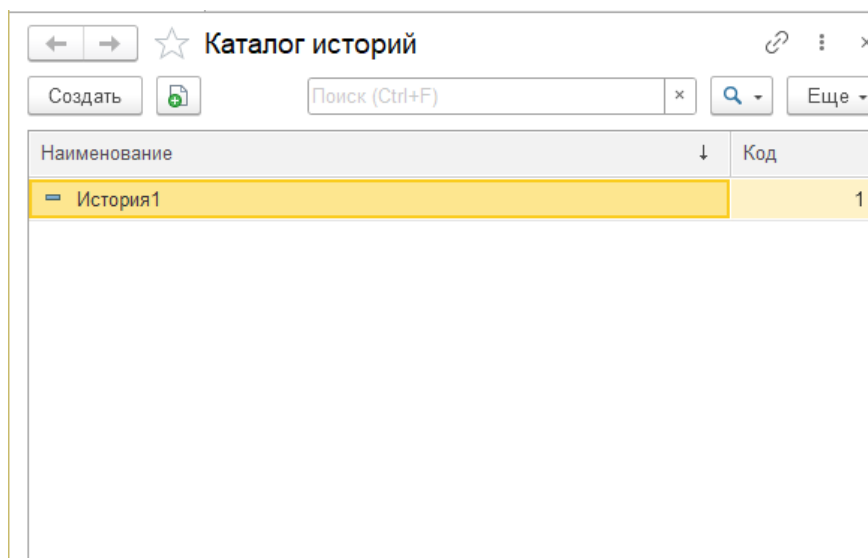 Каталог историй
Создать Поиск (Ctrl+F) Еще
Наименование Код
История1 1